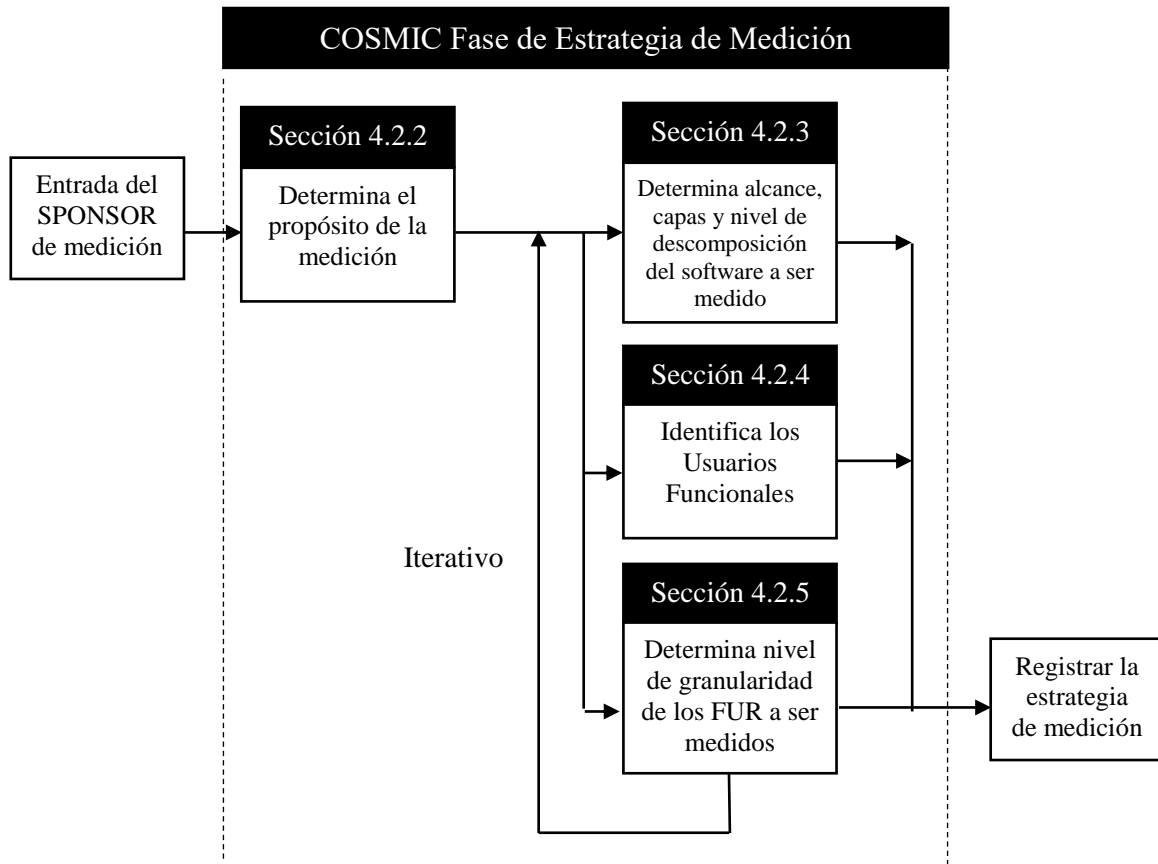 COSMIC Fase de Estrategia de Medición
Entrada del
SPONSOR
de medición
Sección 4.2.2
Determina el
propósito de la
medición
Sección 4.2.3
Determina alcance,
capas y nivel de
descomposición
del software a ser
medido
Sección 4.2.4
Identifica los
Usuarios
Funcionales
Iterativo
Sección 4.2.5
Determina nivel
de granularidad
de los FUR a ser
medidos
Registrar la
estrategia
de medición